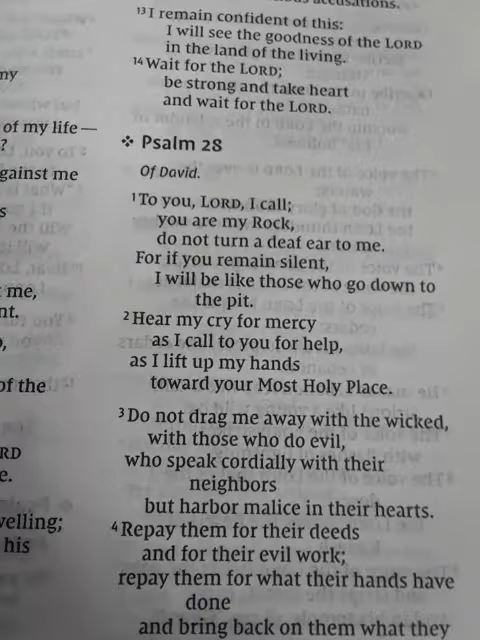 accusations.
13 I remain confident of this:
I will see the goodness of the LORD
in the land of the living.
14 Wait for the LORD;
be strong and take heart
and wait for the LORD.
❖ Psalm 28
Of David.
1 To you, LORD, I call;
you are my Rock,
do not turn a deaf ear to me.
For if you remain silent,
I will be like those who go down to
the pit.
2 Hear my cry for mercy
as I call to you for help,
as I lift up my hands
toward your Most Holy Place.
3 Do not drag me away with the wicked,
with those who do evil,
who speak cordially with their
neighbors
but harbor malice in their hearts.
4 Repay them for their deeds
and for their evil work;
repay them for what their hands have
done
and bring back on them what they
my
of my life —
?
against me
s
me,
nt.
,
of the
RD
e.
welling;
his